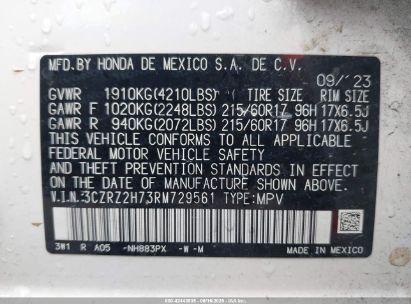 MFD.BY HONDA DE MEXICO S.A. DE C.V.
09/'23
GVWR 1910KG(4210LBS) TIRE SIZE RIM SIZE
GAWR F 1020KG(2248LBS) 215/60R17 96H 17X6.5J
GAWR R 940KG(2072LBS) 215/60R17 96H 17X6.5J
THIS VEHICLE CONFORMS TO ALL APPLICABLE
FEDERAL MOTOR VEHICLE SAFETY, BUMPER,
AND THEFT PREVENTION STANDARDS IN EFFECT
ON THE DATE OF MANUFACTURE SHOWN ABOVE.
V.I.N.3CZRZ2H73RM729561 TYPE:MPV
3W1 R A05 -NH883PX -W-M
MADE IN
MEXICO